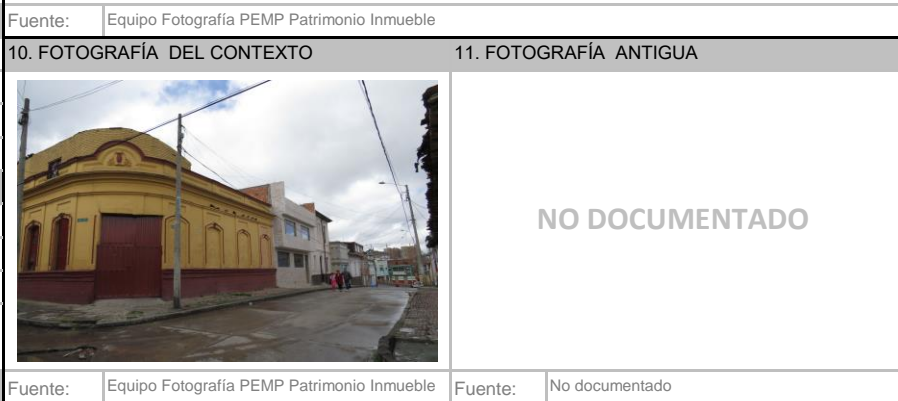 Fuente: Equipo Fotografía PEMP Patrimonio Inmueble
10. FOTOGRAFÍA DEL CONTEXTO
11. FOTOGRAFÍA ANTIGUA
NO DOCUMENTADO
Fuente: Equipo Fotografía PEMP Patrimonio Inmueble
Fuente: No documentado